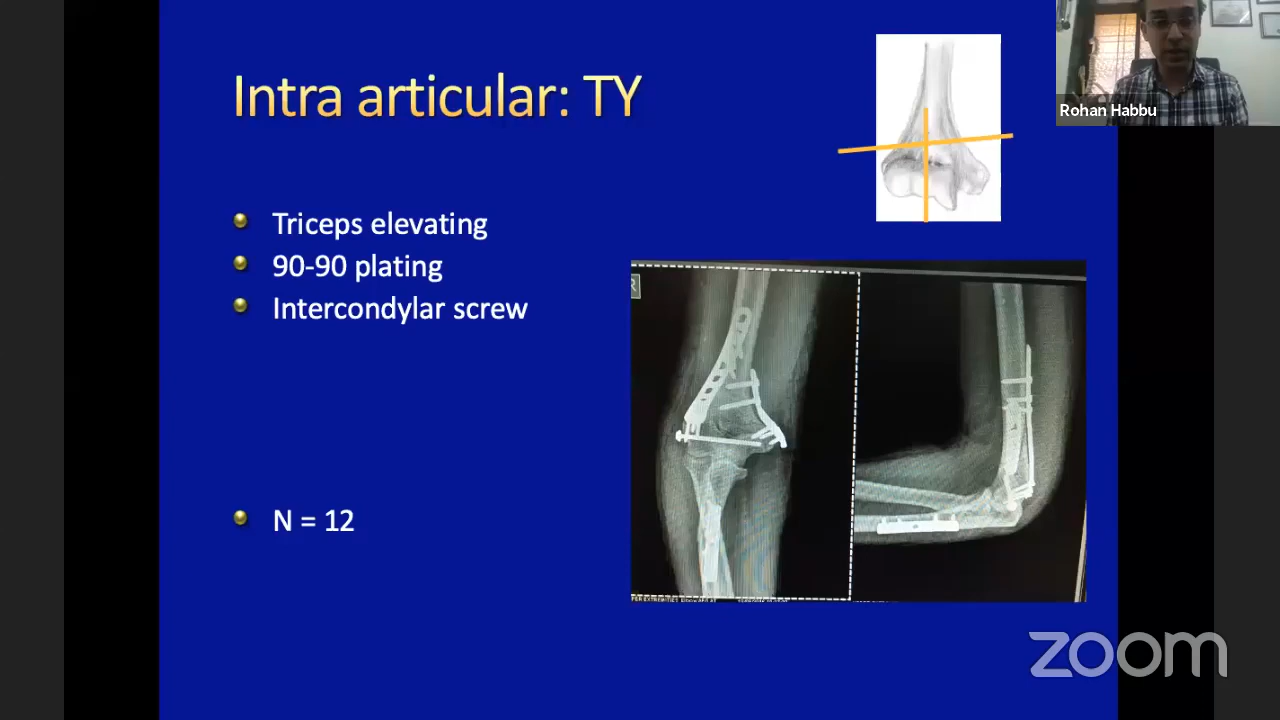 Intra articular: TY
Rohan Habbu
Triceps elevating
90-90 plating
Intercondylar screw
N = 12
R
zoom